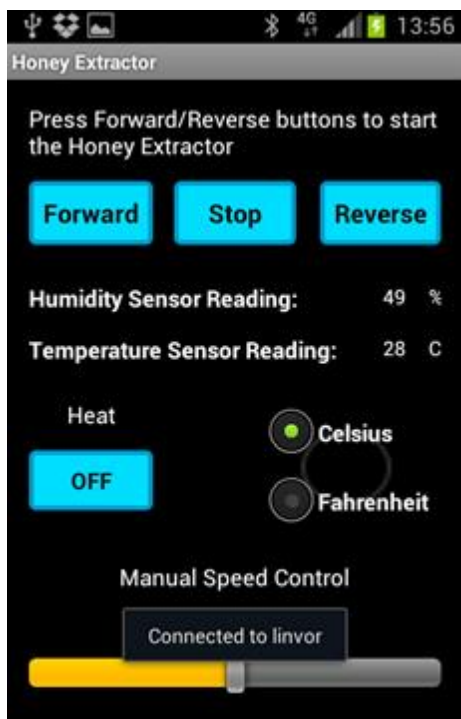 4G 13:56
Honey Extractor
Press Forward/Reverse buttons to start
the Honey Extractor
Forward Stop Reverse
Humidity Sensor Reading: 49 %
Temperature Sensor Reading: 28 C
Heat
Celsius
OFF
Fahrenheit
Manual Speed Control
Connected to linvor